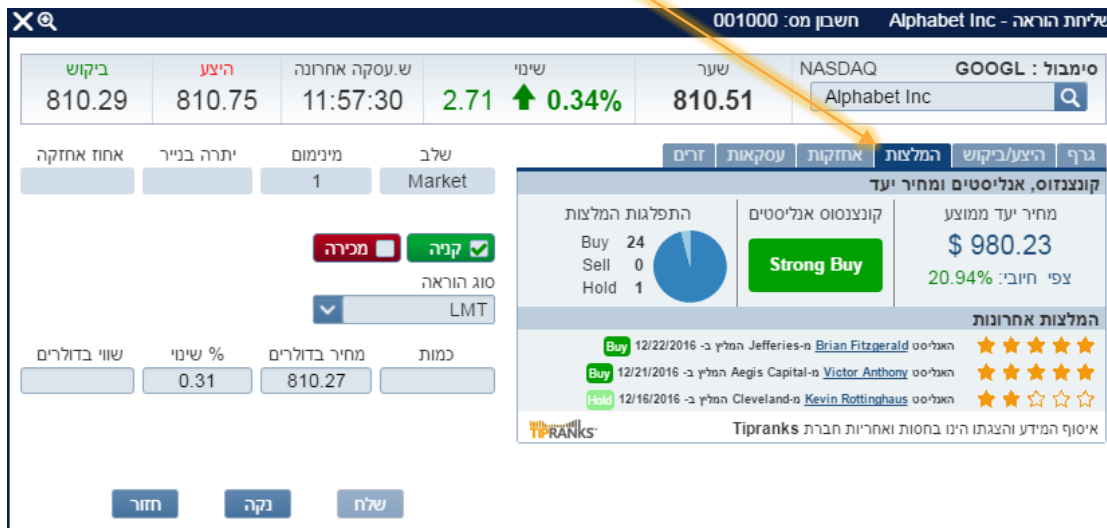 שליחת הוראה - Alphabet Inc חשבון מס: 001000
סימבול : GOOGL NASDAQ שער שינוי ש.עסקה אחרונה היצע ביקוש
Alphabet Inc 810.51 0.34% 2.71 11:57:30 810.75 810.29
גרף היצע/ביקוש המלצות אחזקות עסקאות זרים
קונצנזוס, אנליסטים ומחיר יעד
מחיר יעד ממוצע קונצנסוס אנליסטים התפלגות המלצות
$ 980.23 Strong Buy Buy 24
צפי חיובי: 20.94% Sell 0
Hold 1
המלצות אחרונות
האנליסט Brian Fitzgerald מ-Jefferies המליץ ב- 12/22/2016 Buy
האנליסט Victor Anthony מ-Aegis Capital המליץ ב- 12/21/2016 Buy
האנליסט Kevin Rottinghaus מ-Cleveland המליץ ב- 12/16/2016 Hold
איסוף המידע והצגתו הינו בחסות ואחריות חברת Tipranks TIPRANKS
שלב מינימום יתרה בנייר אחוז אחזקה
Market 1
קניה מכירה
סוג הוראה
LMT
כמות מחיר בדולרים % שינוי שווי בדולרים
810.27 0.31
שלח נקה חזור